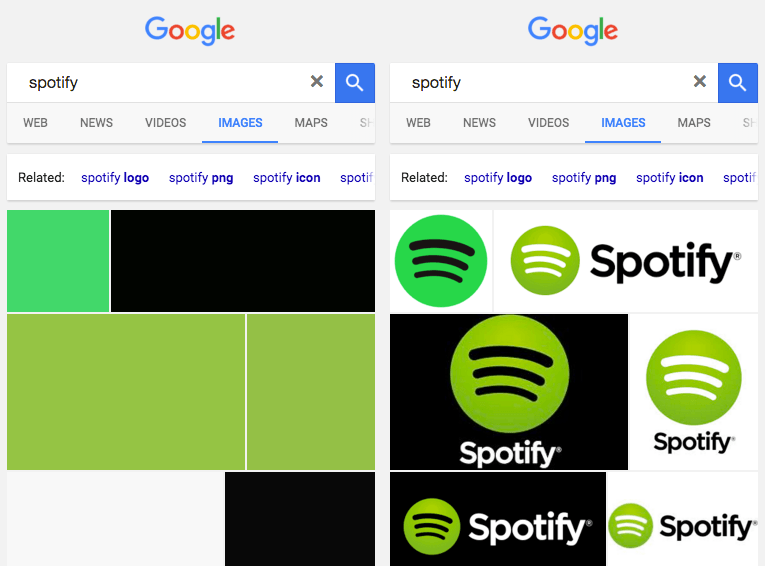 Google
spotify
WEB NEWS VIDEOS IMAGES MAPS SH
Related: spotify logo spotify png spotify icon spotif
Google
spotify
WEB NEWS VIDEOS IMAGES MAPS SH
Related: spotify logo spotify png spotify icon spotif
Spotify®
Spotify®
Spotify®
Spotify®
Spotify®